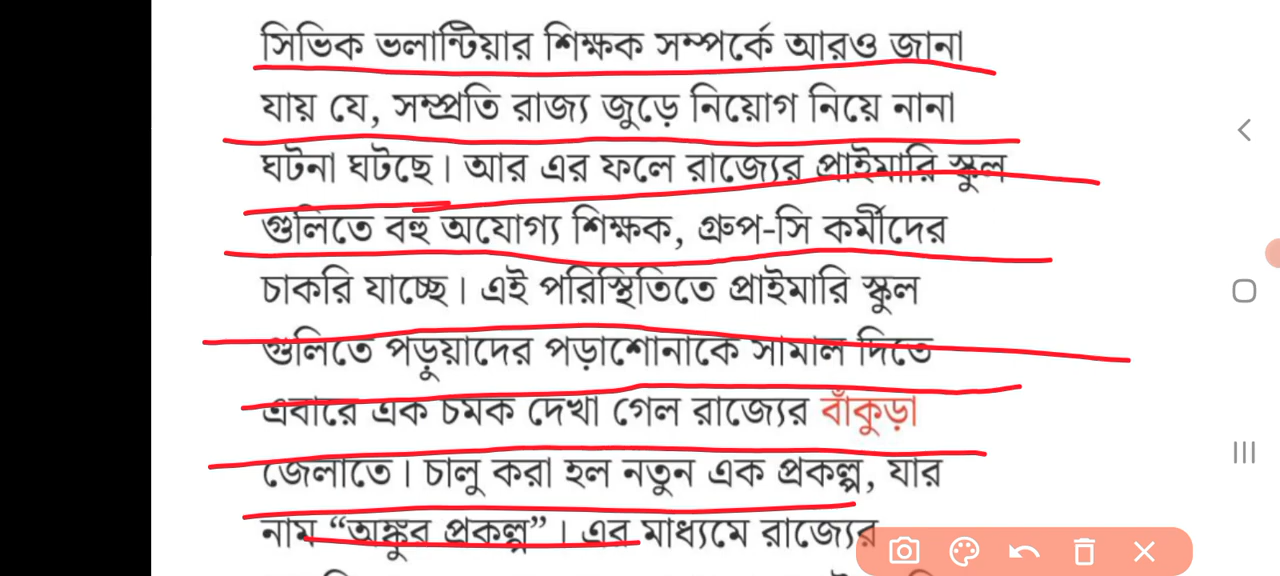 সিভিক ভলান্টিয়ার শিক্ষক সম্পর্কে আরও জানা
যায় যে, সম্প্রতি রাজ্য জুড়ে নিয়োগ নিয়ে নানা
ঘটনা ঘটছে। আর এর ফলে রাজ্যের প্রাইমারি স্কুল
গুলিতে বহু অযোগ্য শিক্ষক, গ্রুপ-সি কর্মীদের
চাকরি যাচ্ছে। এই পরিস্থিতিতে প্রাইমারি স্কুল
গুলিতে পড়ুয়াদের পড়াশোনাকে সামাল দিতে
এবারে এক চমক দেখা গেল রাজ্যের বাঁকুড়া
জেলাতে। চালু করা হল নতুন এক প্রকল্প, যার
নাম “অঙ্কুর প্রকল্প”। এর মাধ্যমে রাজ্যের